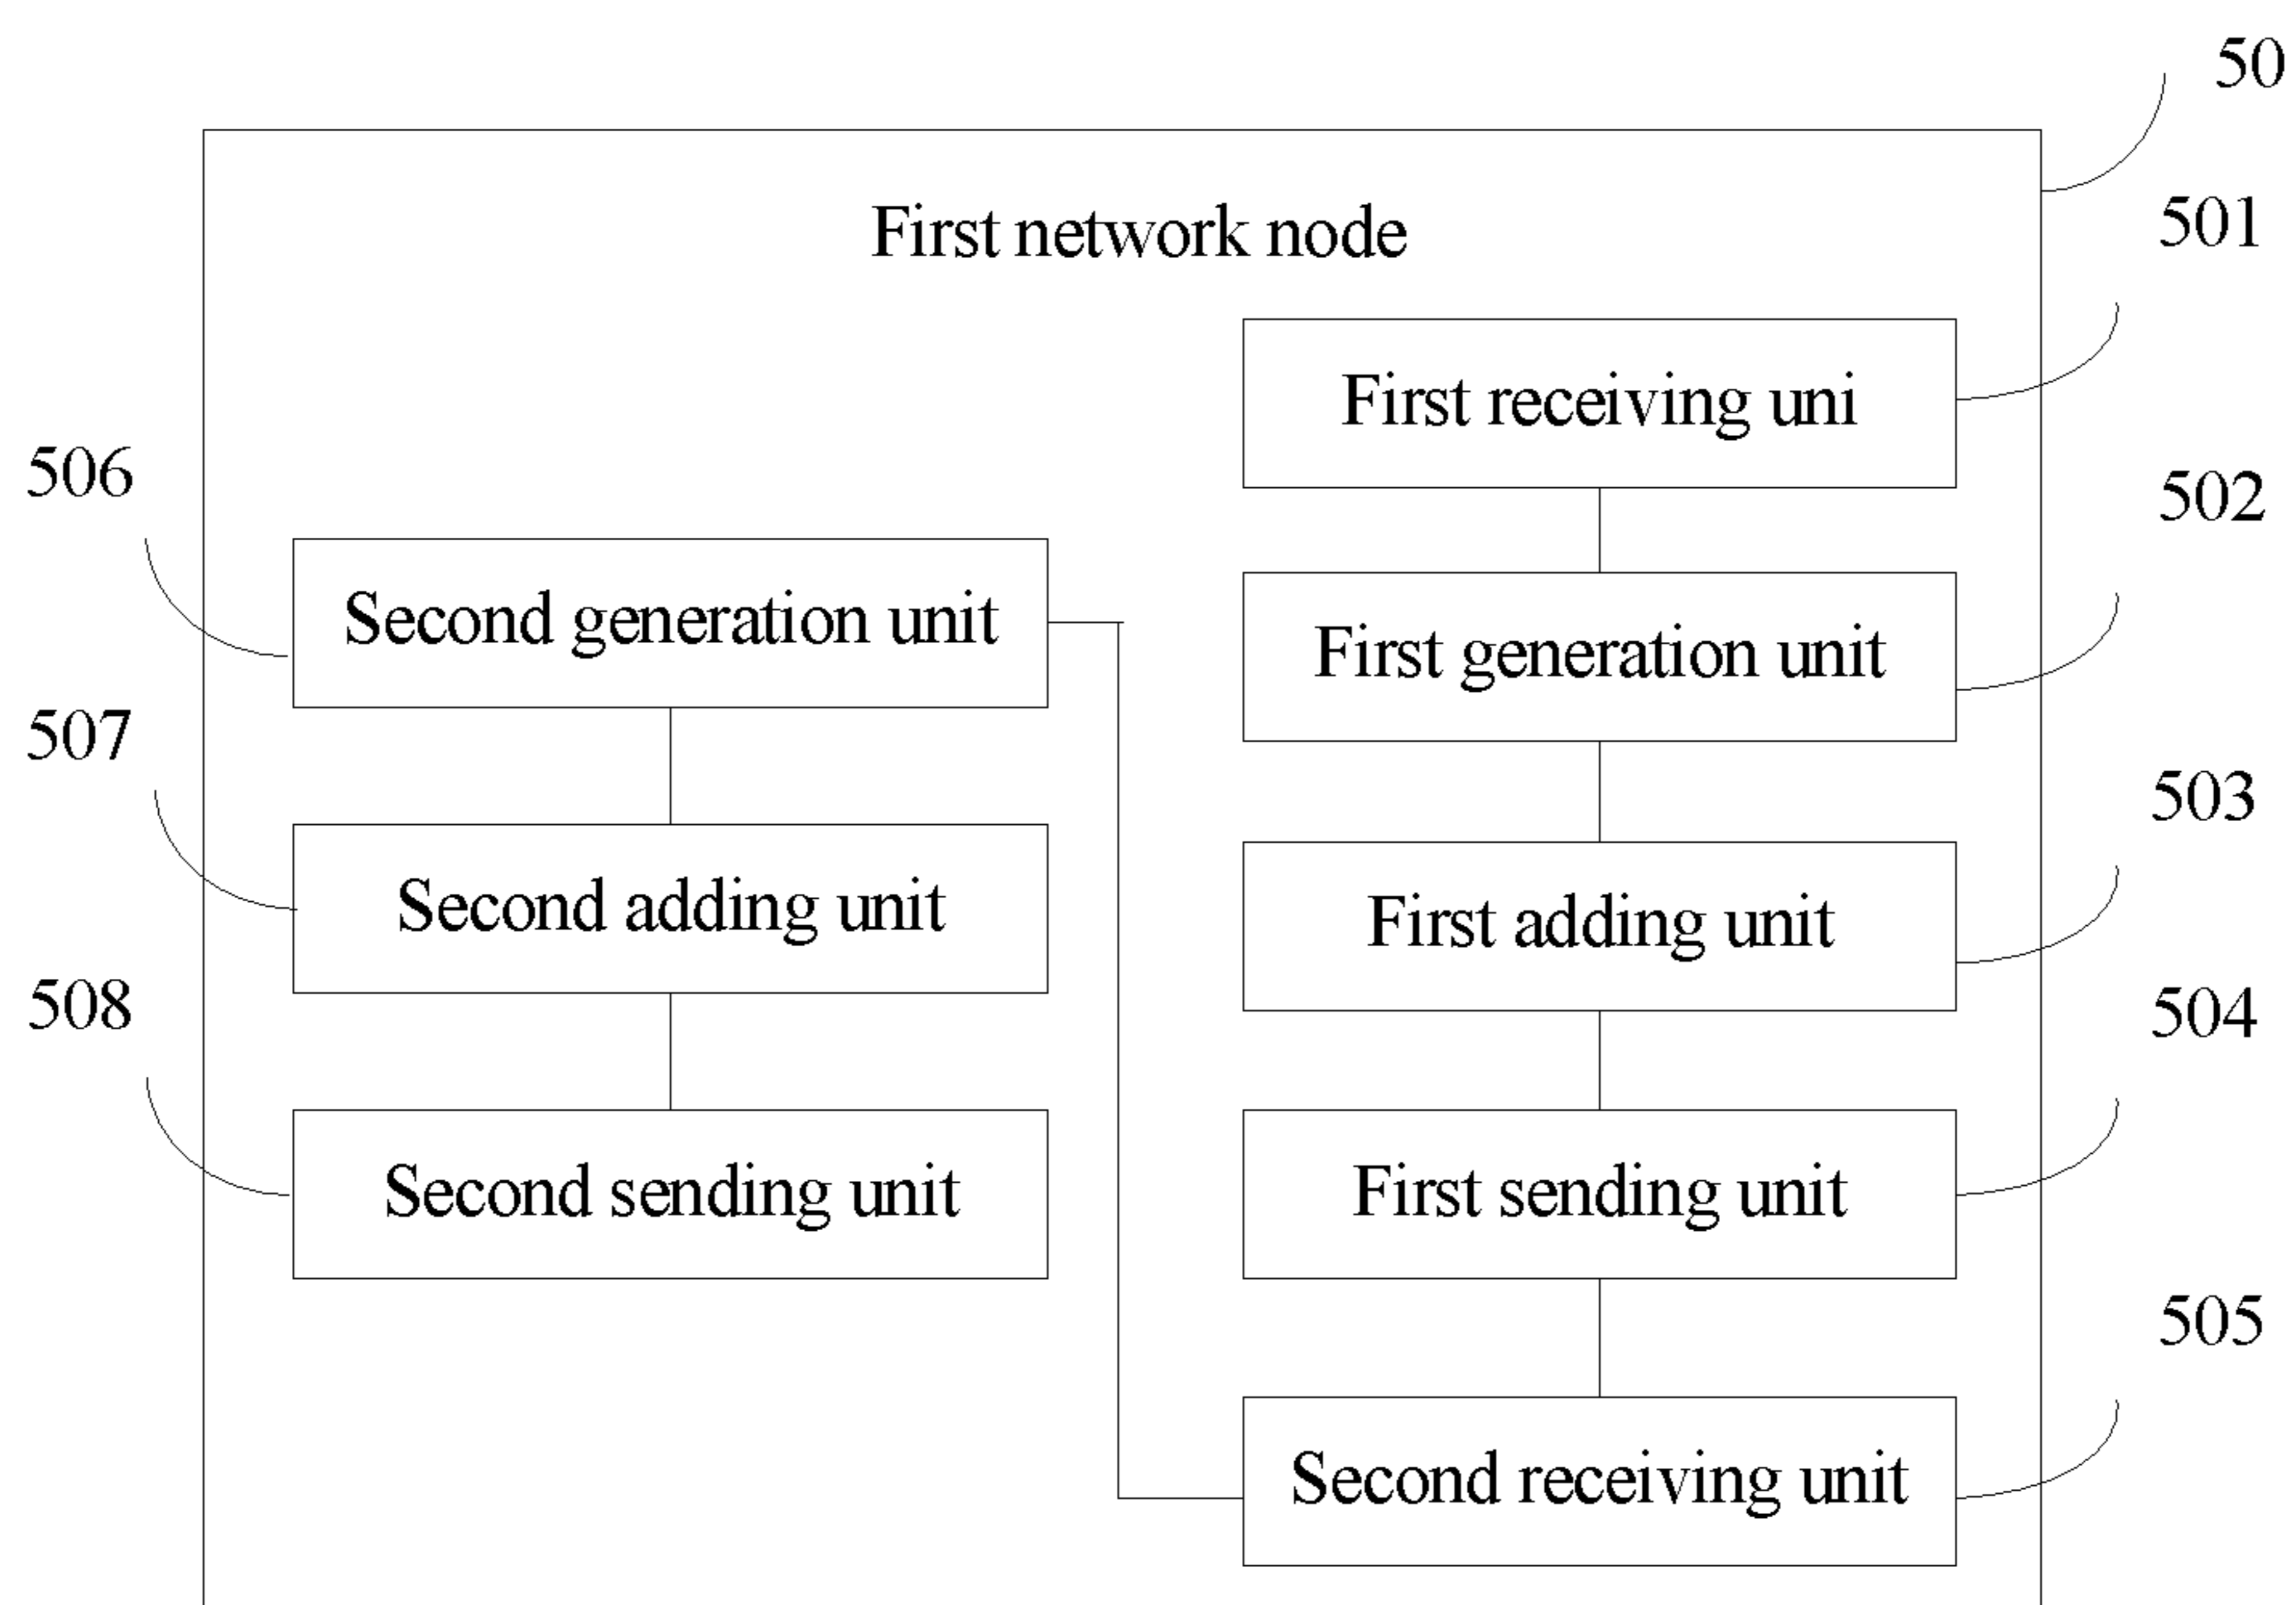 50
First network node
501
First receiving uni
506
502
Second generation unit
First generation unit
507
503
Second adding unit
First adding unit
508
504
Second sending unit
First sending unit
505
Second receiving unit